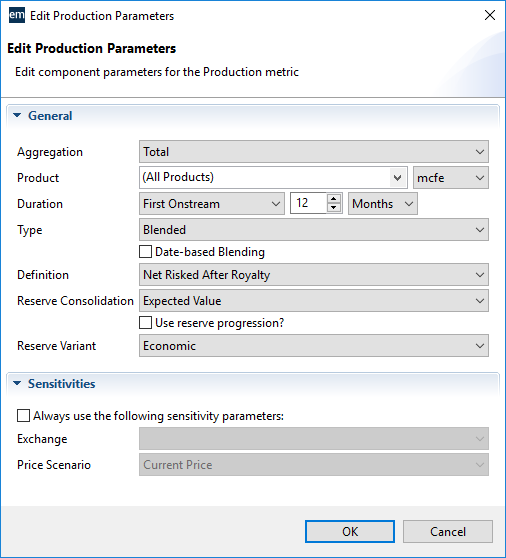 em Edit Production Parameters
Edit Production Parameters
Edit component parameters for the Production metric
General
Aggregation Total
Product (All Products) mcfe
Duration First Onstream 12 Months
Type Blended
Date-based Blending
Definition Net Risked After Royalty
Reserve Consolidation Expected Value
Use reserve progression?
Reserve Variant Economic
Sensitivities
Always use the following sensitivity parameters:
Exchange
Price Scenario Current Price
OK Cancel